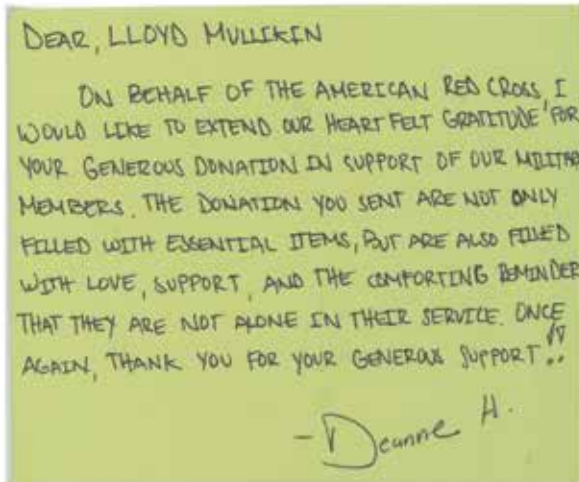 DEAR, LLOYD MULLIKIN
ON BEHALF OF THE AMERICAN RED CROSS, I
WOULD LIKE TO EXTEND OUR HEART FELT GRATITUDE FOR
YOUR GENEROUS DONATION IN SUPPORT OF OUR MILITAR
MEMBERS. THE DONATION YOU SENT ARE NOT ONLY
FILLED WITH ESSENTIAL ITEMS, BUT ARE ALSO FILLED
WITH LOVE, SUPPORT, AND THE COMFORTING REMINDER
THAT THEY ARE NOT ALONE IN THEIR SERVICE. ONCE
AGAIN, THANK YOU FOR YOUR GENEROUS SUPPORT!!
- Deanne H.